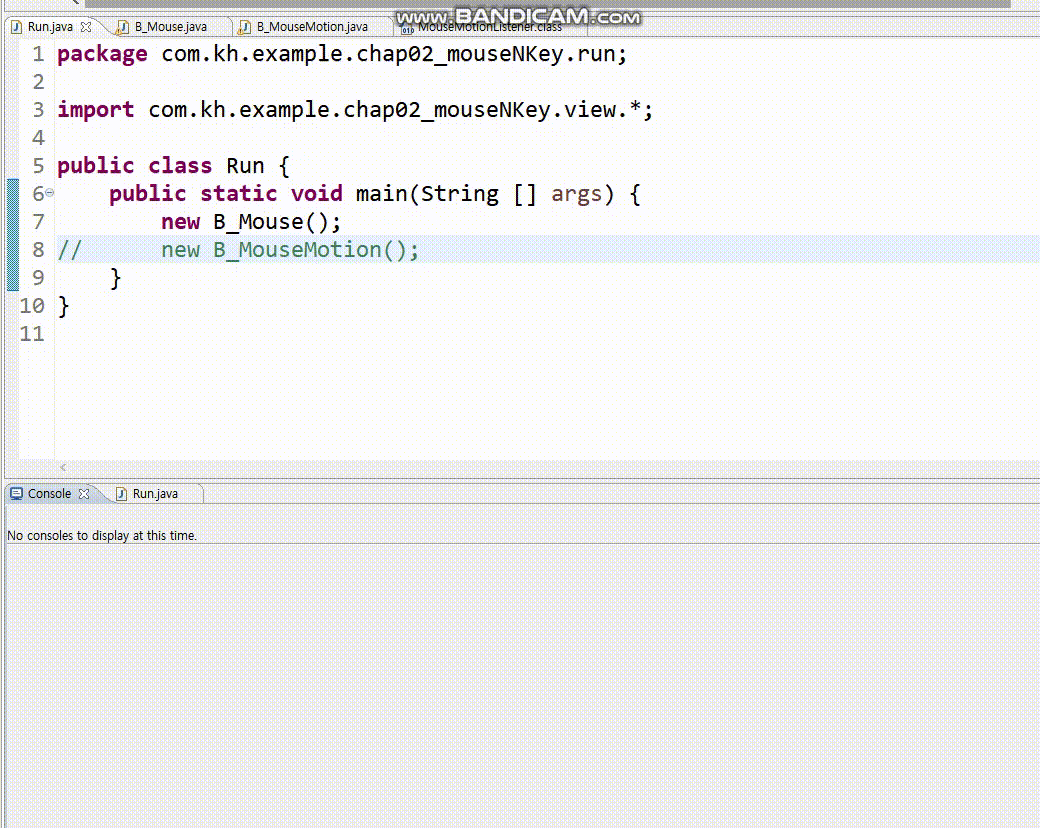 www.BANDICAM.com
Run.java B_Mouse.java B_MouseMotion.java MouseMotionListener.class
1 package com.kh.example.chap02_mouseNKey.run;
2
3 import com.kh.example.chap02_mouseNKey.view.*;
4
5 public class Run {
6 public static void main(String [] args) {
7 new B_Mouse();
8 // new B_MouseMotion();
9 }
10 }
11
Console Run.java
No consoles to display at this time.